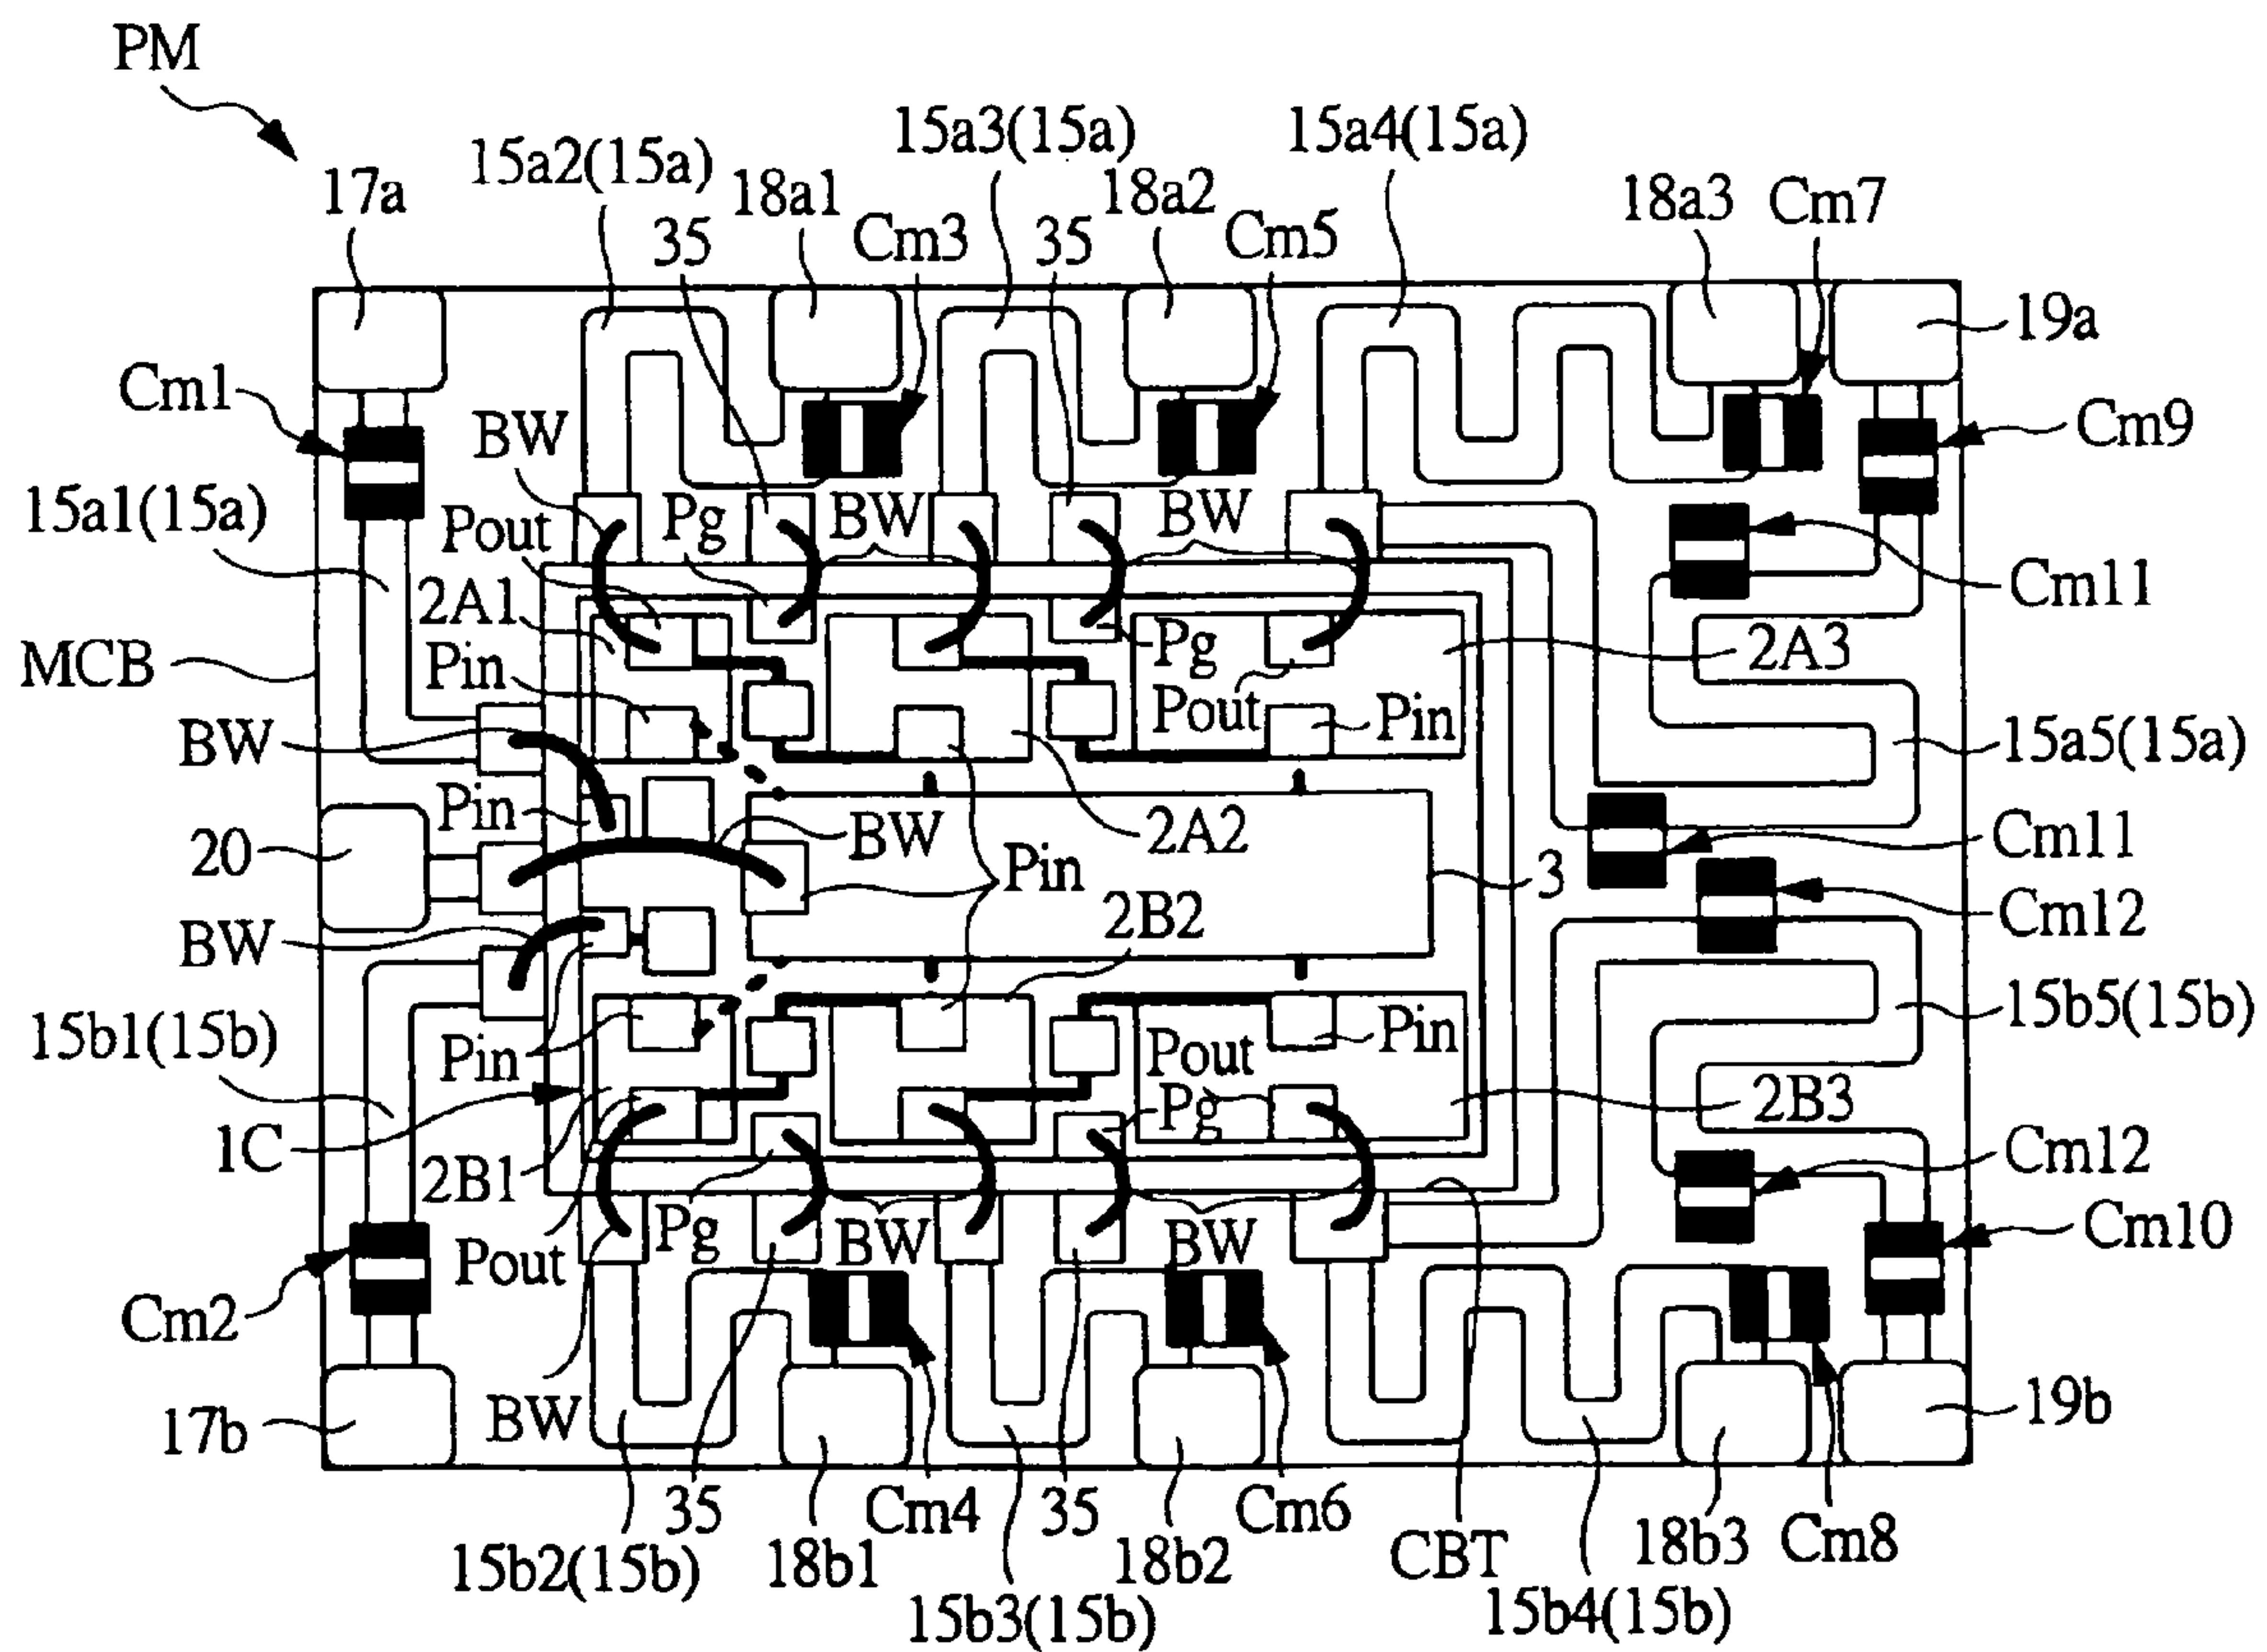 PM
15a3(15a)
15a4(15a)
15a2(15a)
17a
18a1
18a2
18a3
Cm7
35
Cm3
35
Cm5
19a
Cm1
BW
Cm9
15a1(15a)
Pout
Pg
BW
BW
2A1
Cm11
MCB
Pin
Pg
2A3
Pout
Pin
BW
15a5(15a)
Pin
20
BW
2A2
Cm11
Pin
3
2B2
Cm12
BW
15b1(15b)
Pin
Pout
Pin
15b5(15b)
Pg
2B3
1C
2B1
Cm12
Pg
BW
BW
Cm10
Pout
Cm2
17b
BW
19b
35
Cm4
35
Cm6
CBT
18b3
Cm8
15b2(15b)
18b1
18b2
15b3(15b)
15b4(15b)